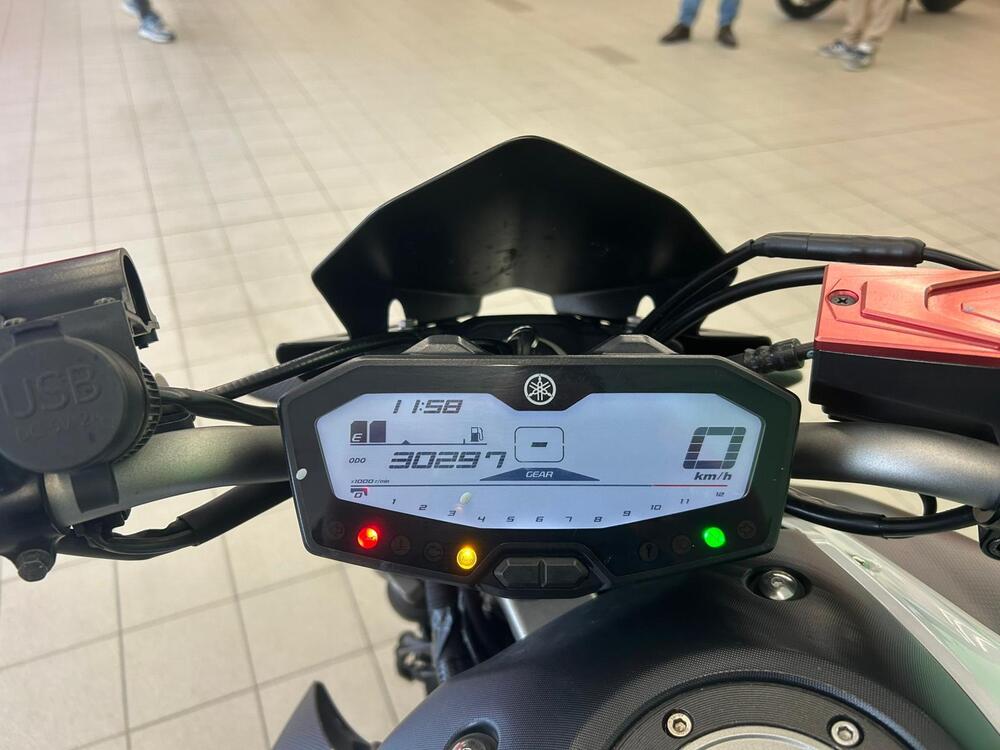 USB
DC 5V 2A
11:58
E
ODO 30297
-
GEAR
0
km/h
x1000 r/min
0 1 2 3 4 5 6 7 8 9 10 11 12